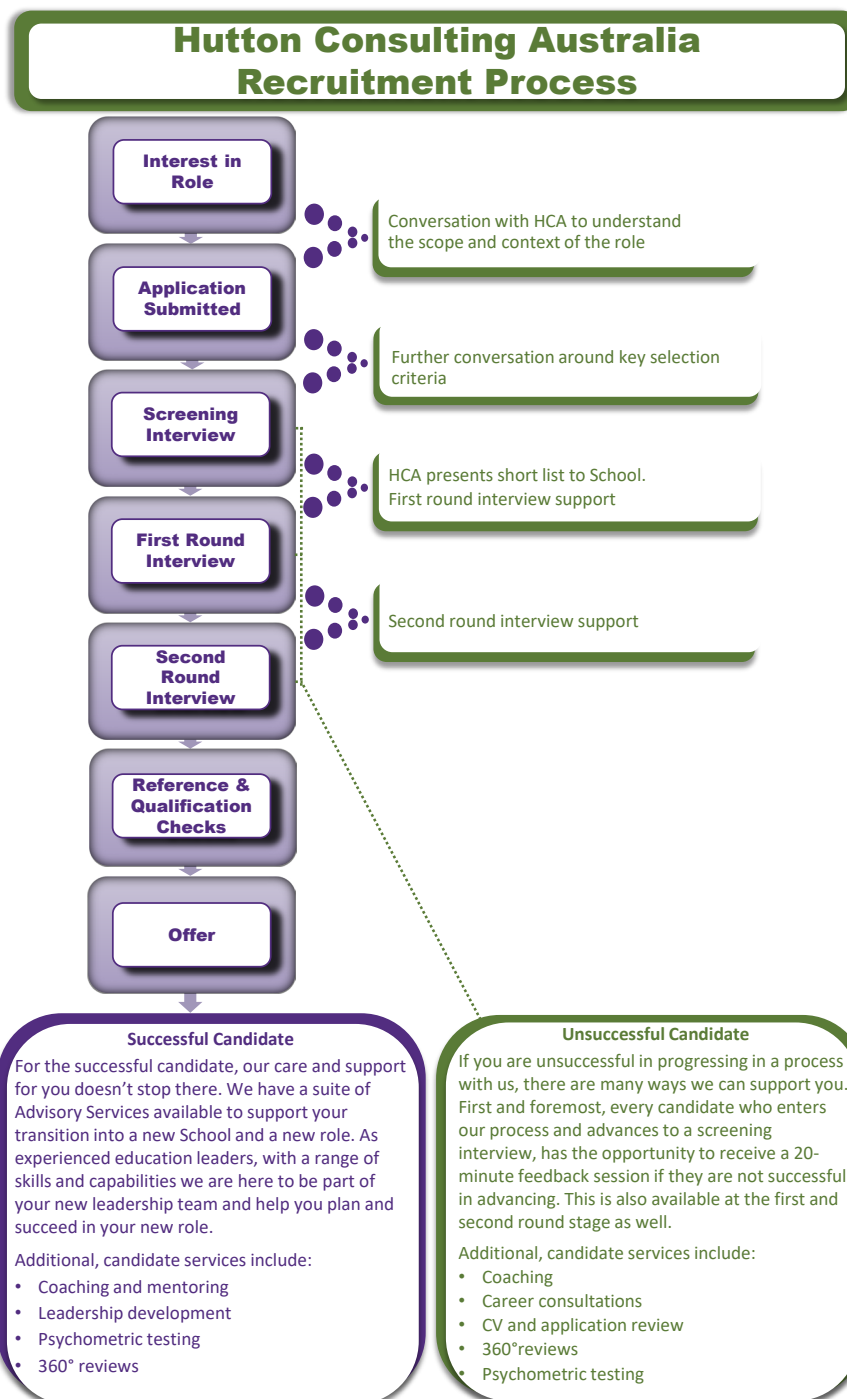 Hutton Consulting Australia
Recruitment Process
Interest in
Role
Conversation with HCA to understand
the scope and context of the role
Application
Submitted
Further conversation around key selection
criteria
Screening
Interview
HCA presents short list to School.
First round interview support
First Round
Interview
Second round interview support
Second
Round
Interview
Reference &
Qualification
Checks
Offer
Successful Candidate
For the successful candidate, our care and support
for you doesn’t stop there. We have a suite of
Advisory Services available to support your
transition into a new School and a new role. As
experienced education leaders, with a range of
skills and capabilities we are here to be part of
your new leadership team and help you plan and
succeed in your new role.
Additional, candidate services include:
• Coaching and mentoring
• Leadership development
• Psychometric testing
• 360° reviews
Unsuccessful Candidate
If you are unsuccessful in progressing in a process
with us, there are many ways we can support you.
First and foremost, every candidate who enters
our process and advances to a screening
interview, has the opportunity to receive a 20-
minute feedback session if they are not successful
in advancing. This is also available at the first and
second round stage as well.
Additional, candidate services include:
• Coaching
• Career consultations
• CV and application review
• 360°reviews
• Psychometric testing